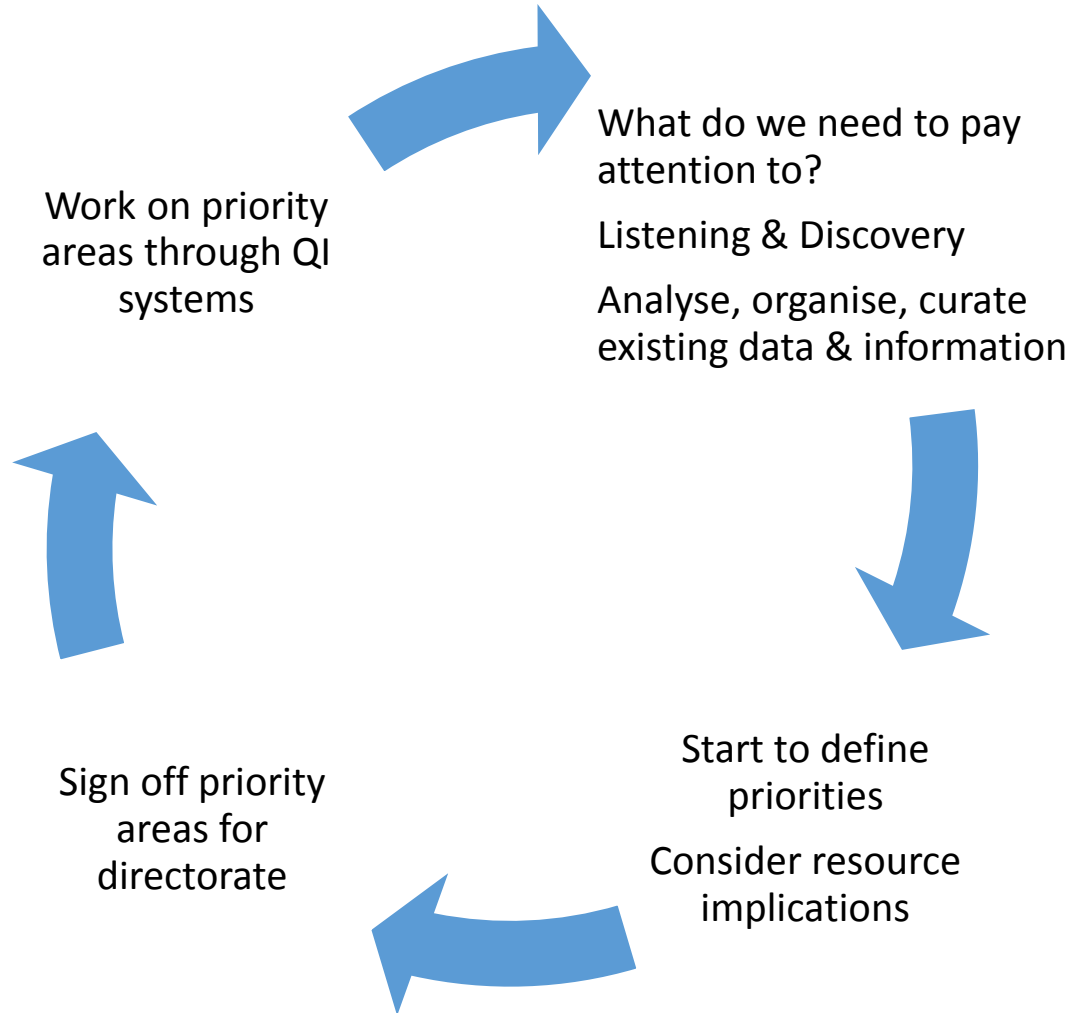 What do we need to pay
attention to?
Listening & Discovery
Analyse, organise, curate
existing data & information
Start to define
priorities
Consider resource
implications
Sign off priority
areas for
directorate
Work on priority
areas through QI
systems